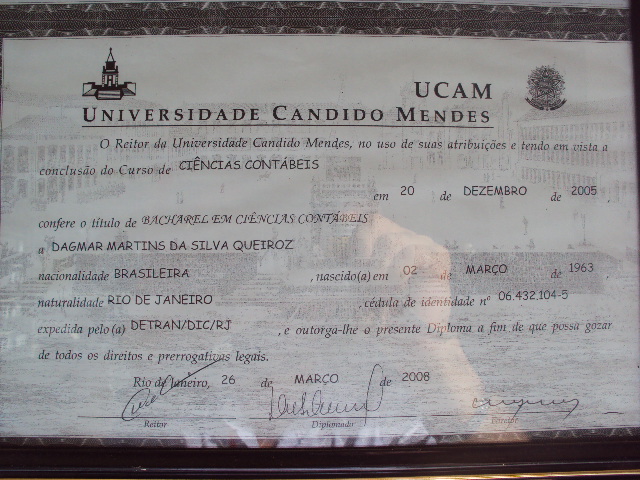 UCAM
UNIVERSIDADE CANDIDO MENDES
O Reitor da Universidade Candido Mendes, no uso de suas atribuições e tendo em vista a
conclusão do Curso de CIÊNCIAS CONTÁBEIS
em 20 de DEZEMBRO de 2005,
confere o título de BACHAREL EM CIÊNCIAS CONTÁBEIS
a DAGMAR MARTINS DA SILVA QUEIROZ
nacionalidade BRASILEIRA , nascido(a) em 02 de MARÇO de 1963,
naturalidade RIO DE JANEIRO , cédula de identidade nº 06.432.104-5
expedida pelo(a) DETRAN/DIC/RJ , e outorga-lhe o presente Diploma a fim de que possa gozar
de todos os direitos e prerrogativas legais.
Rio de Janeiro, 26 de MARÇO de 2008
Reitor Diplomado